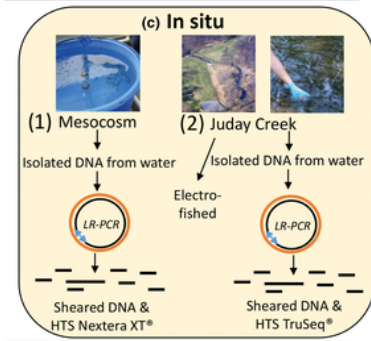 (c) In situ
(1) Mesocosm
(2) Juday Creek
Isolated DNA from water
Isolated DNA from water
Electro-
fished
LR-PCR
LR-PCR
Sheared DNA &
HTS Nextera XT®
Sheared DNA &
HTS TruSeq®